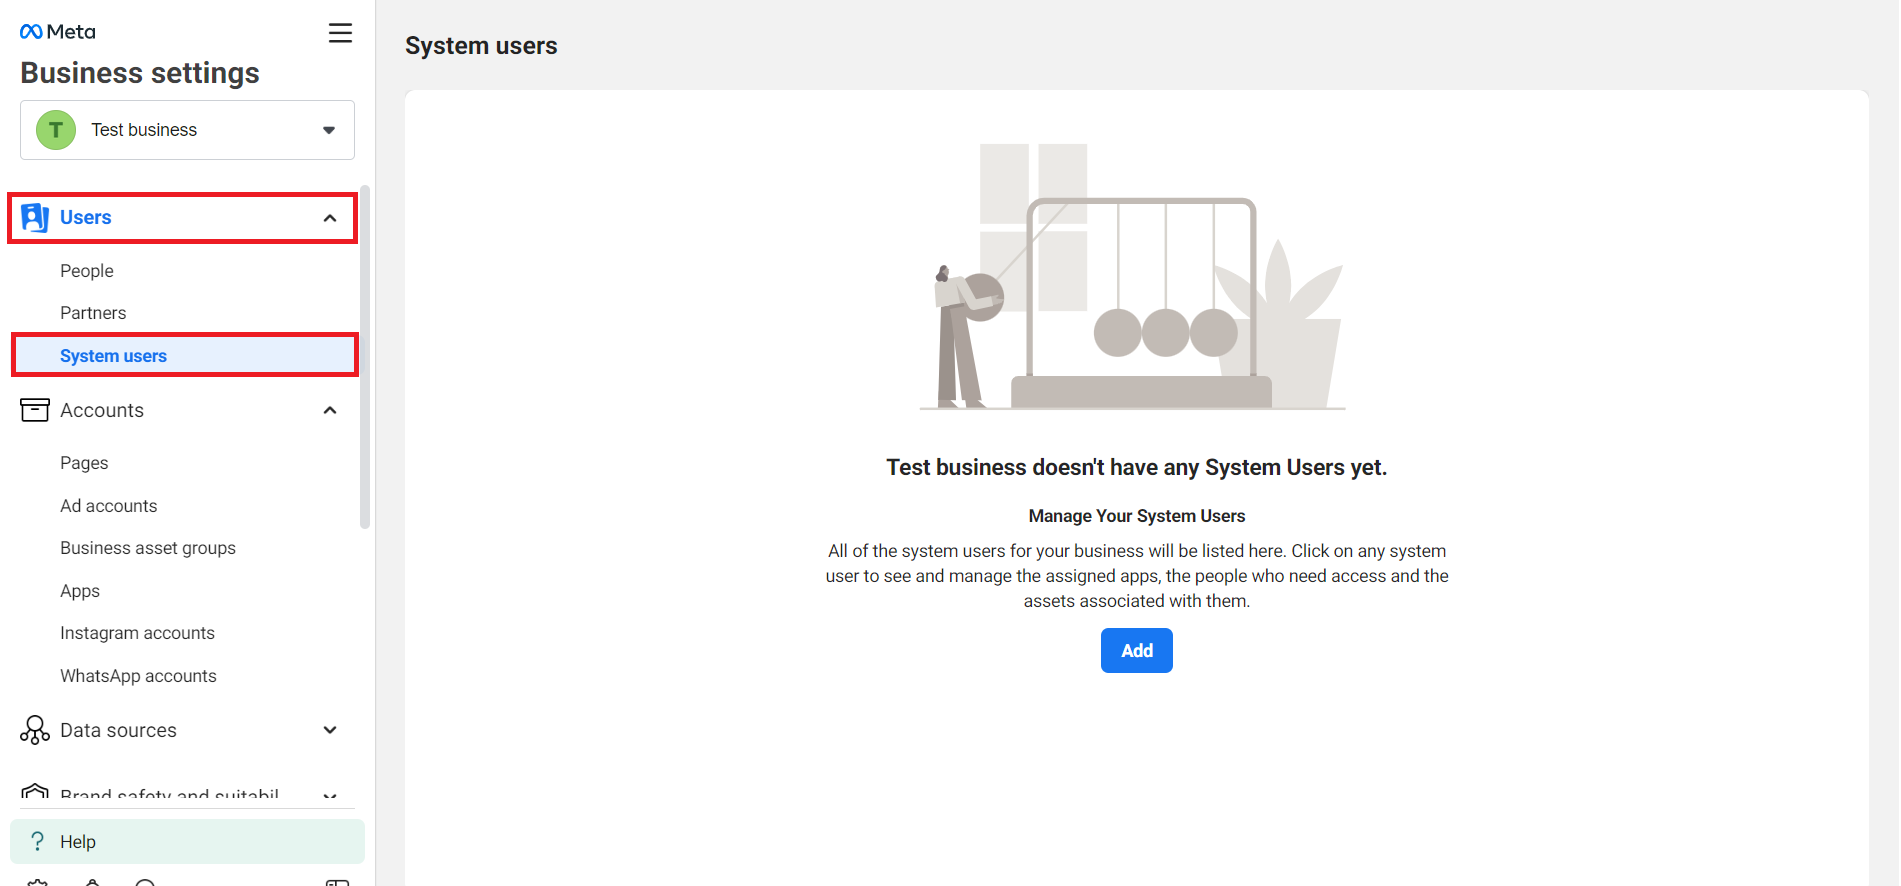 Meta
Business settings
T
Test business
Users
People
Partners
System users
Accounts
Pages
Ad accounts
Business asset groups
Apps
Instagram accounts
WhatsApp accounts
Data sources
Brand safety and suitabil
? Help
System users
Test business doesn't have any System Users yet.
Manage Your System Users
All of the system users for your business will be listed here. Click on any system
user to see and manage the assigned apps, the people who need access and the
assets associated with them.
Add